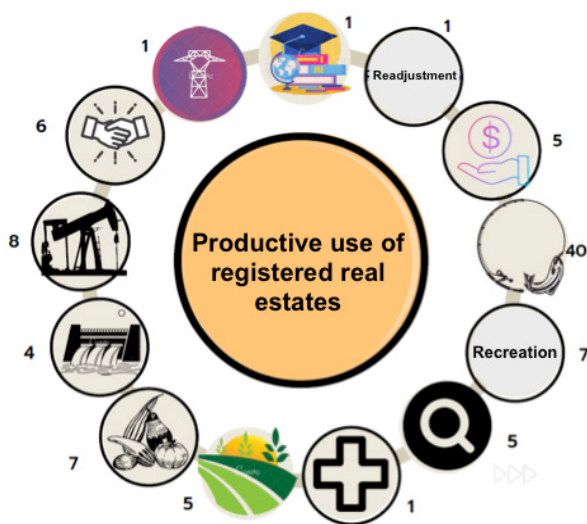 1
1
1
Readjustment
5
6
$
40
Productive use of
registered real
estates
8
4
Recreation
7
7
5
5
1